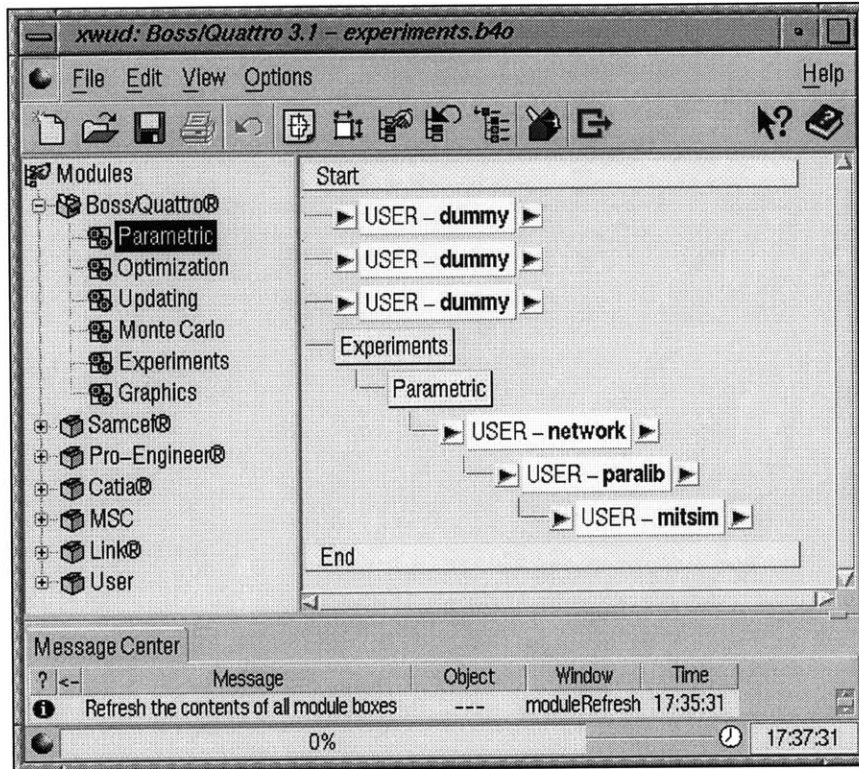 xwud: Boss/Quattro 3.1 – experiments.b4o
File Edit View Options Help
Modules
Boss/Quattro®
Parametric
Optimization
Updating
Monte Carlo
Experiments
Graphics
Samcef®
Pro–Engineer®
Catia®
MSC
Link®
User
Start
USER – dummy
USER – dummy
USER – dummy
Experiments
Parametric
USER – network
USER – paralib
USER – mitsim
End
Message Center
? <- Message Object Window Time
Refresh the contents of all module boxes --- moduleRefresh 17:35:31
0% 17:37:31